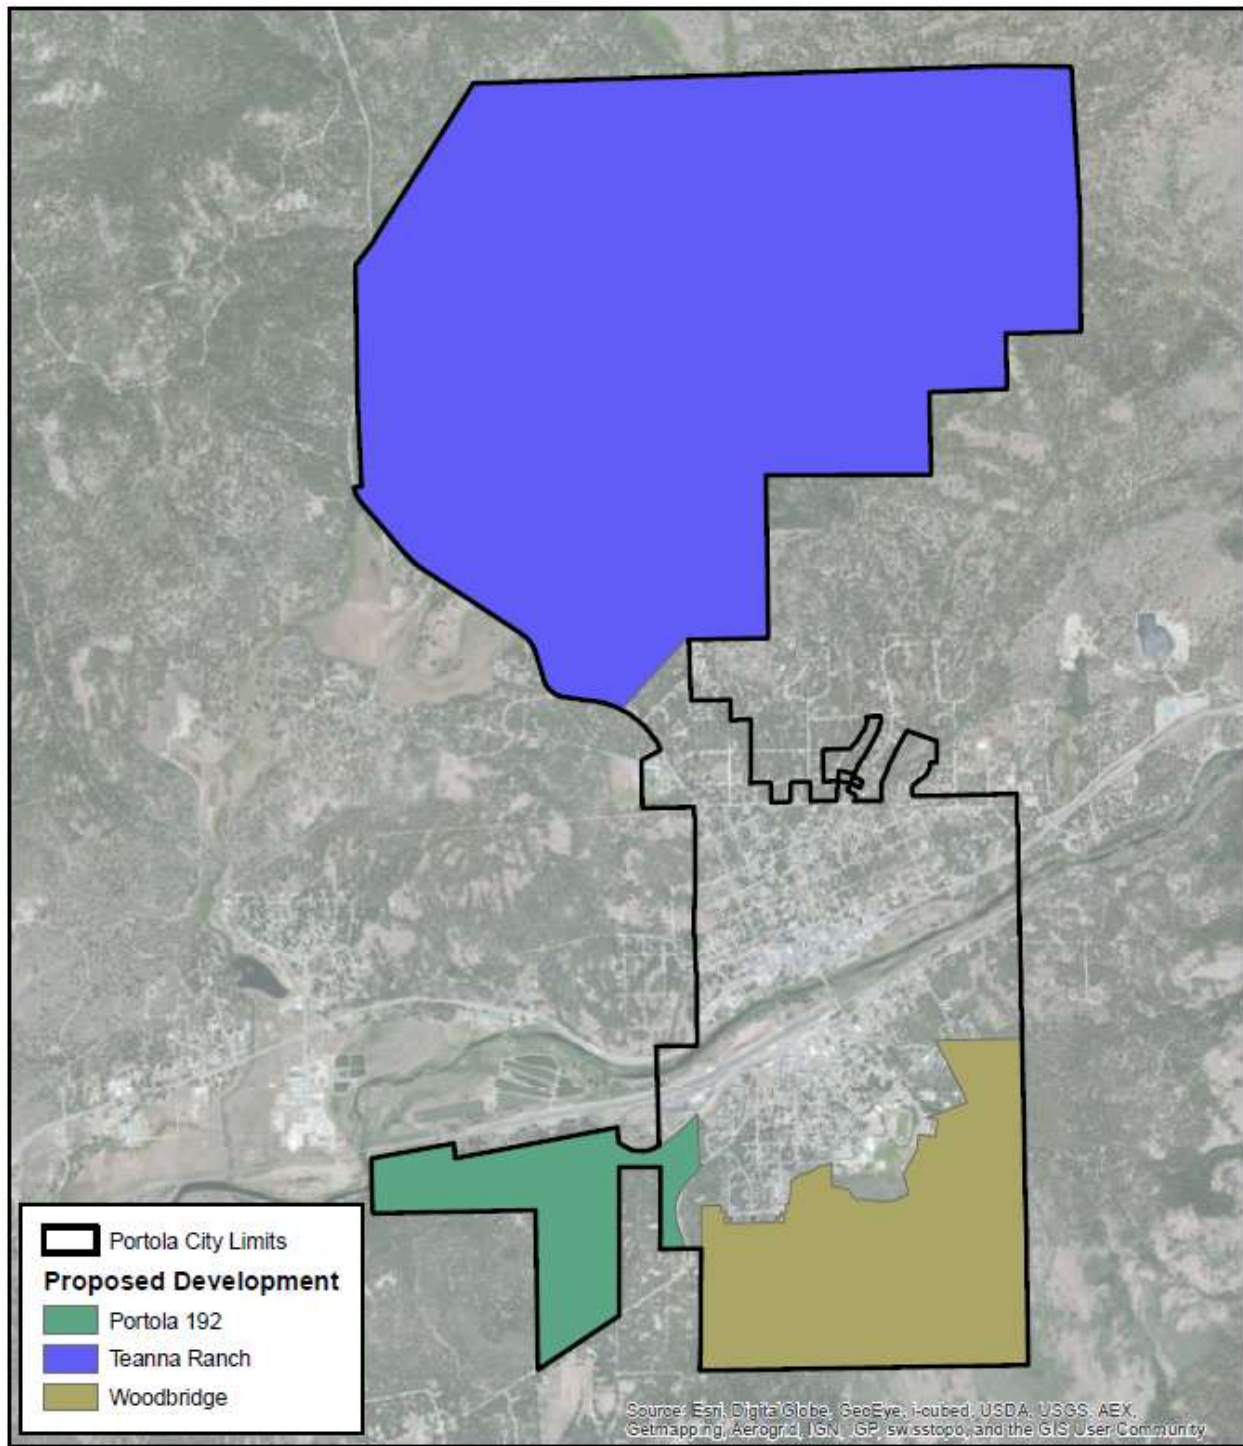 Portola City Limits
Proposed Development
Portola 192
Teanna Ranch
Woodbridge
Source: Esri, DigitalGlobe, GeoEye, i-cubed, USDA, USGS, AEX,
Getmapping, Aerogrid, IGN, IGP, swisstopo, and the GIS User Community